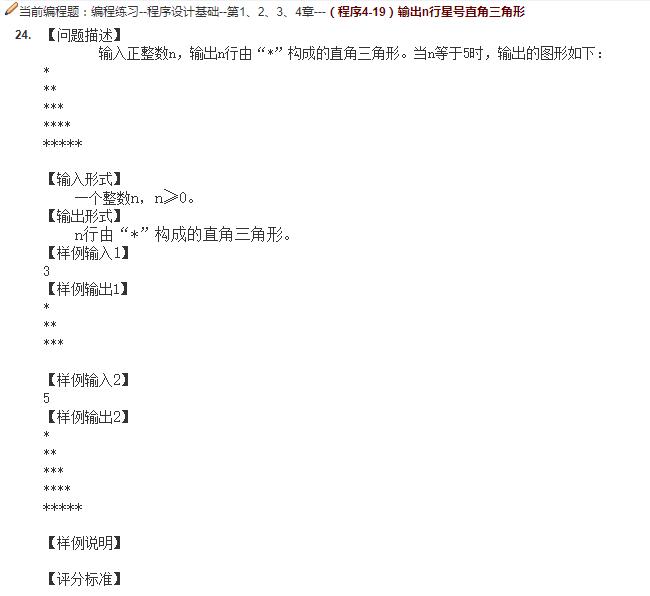 当前编程题：编程练习--程序设计基础--第1、2、3、4章---（程序4-19）输出n行星号直角三角形
24. 【问题描述】
输入正整数n，输出n行由“*”构成的直角三角形。当n等于5时，输出的图形如下：
*
**
***
****
*****
【输入形式】
一个整数n，n≥0。
【输出形式】
n行由“*”构成的直角三角形。
【样例输入1】
3
【样例输出1】
*
**
***
【样例输入2】
5
【样例输出2】
*
**
***
****
*****
【样例说明】
【评分标准】